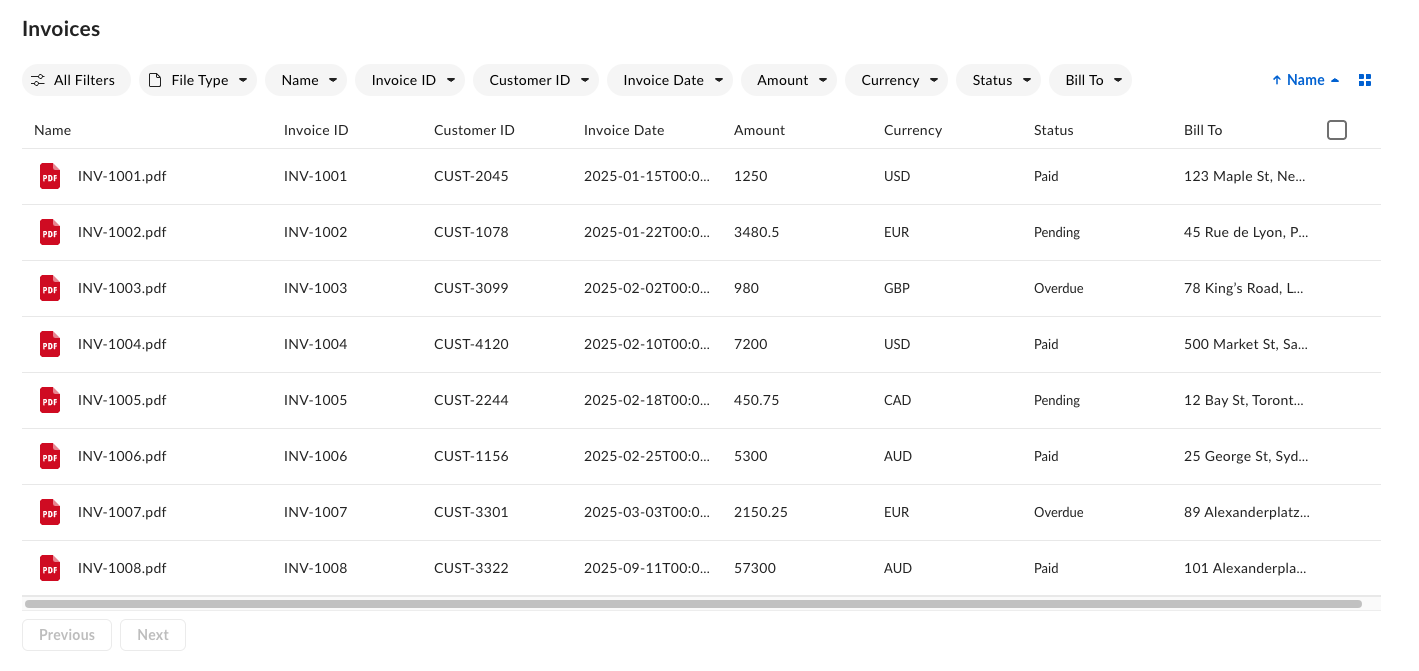 Invoices
All Filters File Type Name Invoice ID Customer ID Invoice Date Amount Currency Status Bill To Name
Name Invoice ID Customer ID Invoice Date Amount Currency Status Bill To
PDF INV-1001.pdf INV-1001 CUST-2045 2025-01-15T00:0... 1250 USD Paid 123 Maple St, Ne...
PDF INV-1002.pdf INV-1002 CUST-1078 2025-01-22T00:0... 3480.5 EUR Pending 45 Rue de Lyon, P...
PDF INV-1003.pdf INV-1003 CUST-3099 2025-02-02T00:0... 980 GBP Overdue 78 King’s Road, L...
PDF INV-1004.pdf INV-1004 CUST-4120 2025-02-10T00:0... 7200 USD Paid 500 Market St, Sa...
PDF INV-1005.pdf INV-1005 CUST-2244 2025-02-18T00:0... 450.75 CAD Pending 12 Bay St, Toront...
PDF INV-1006.pdf INV-1006 CUST-1156 2025-02-25T00:0... 5300 AUD Paid 25 George St, Syd...
PDF INV-1007.pdf INV-1007 CUST-3301 2025-03-03T00:0... 2150.25 EUR Overdue 89 Alexanderplatz...
PDF INV-1008.pdf INV-1008 CUST-3322 2025-09-11T00:0... 57300 AUD Paid 101 Alexanderpla...
Previous Next